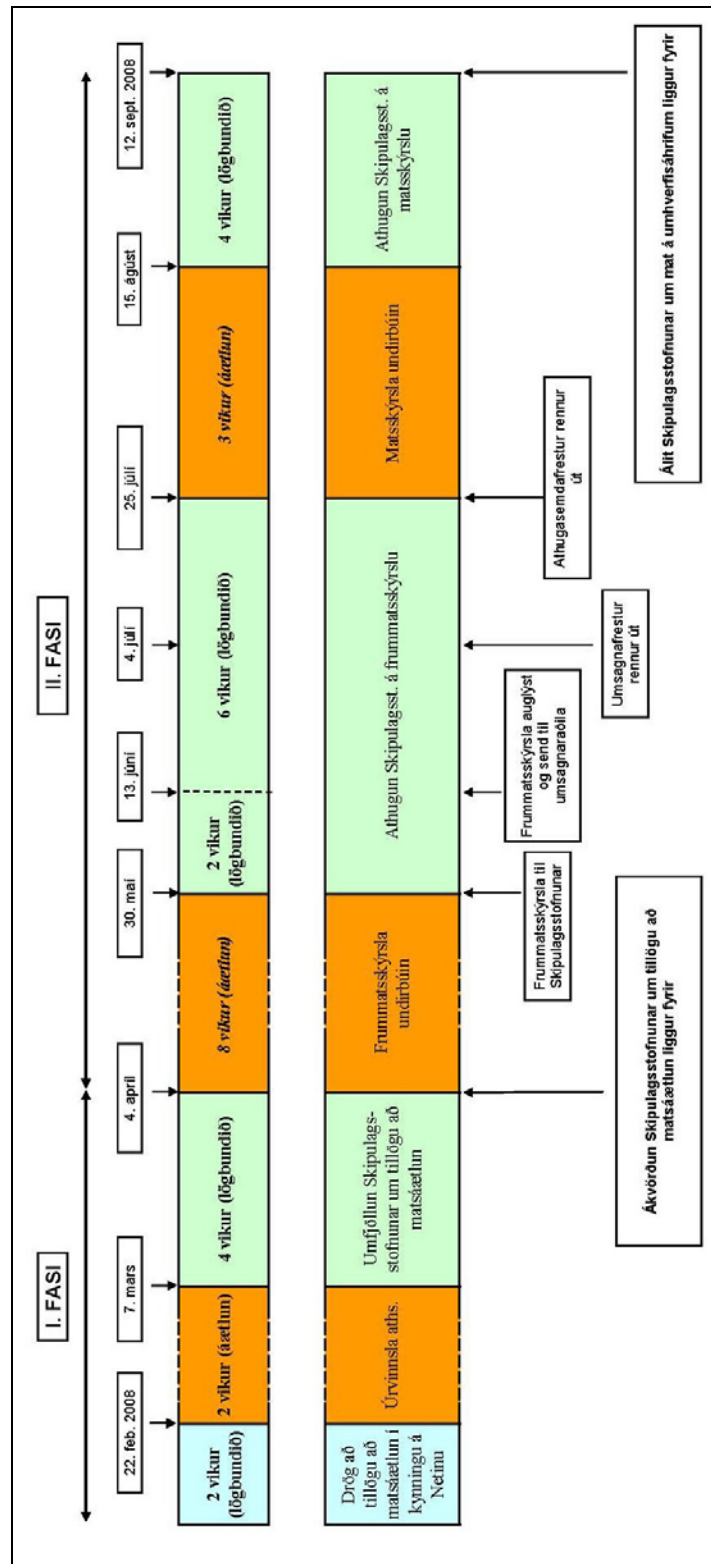 I. FASI
II. FASI
22. feb. 2008
7. mars
4. apríl
30. maí
13. júní
4. júlí
25. júlí
15. ágúst
12. sept. 2008
2 vikur
(lögbundið)
2 vikur (áætlun)
4 vikur (lögbundið)
8 vikur (áætlun)
2 vikur
(lögbundið)
6 vikur (lögbundið)
3 vikur (áætlun)
4 vikur (lögbundið)
Drög að
tillögu að
matsáætlun í
kynningu á
Netinu
Úrvinnsla aths.
Umfjöllun Skipulags-
stofnunar um tillögu að
matsáætlun
Frummatsskýrsla
undirbúin
Athugun Skipulagsst. á frummatsskýrslu
Matsskýrsla undirbúin
Athugun Skipulagsst. á
matsskýrslu
Ákvörðun Skipulagsstofnunar um tillögu að
matsáætlun liggur fyrir
Frummatsskýrsla til
Skipulagsstofnunar
Frummatsskýrsla auglýst
og send til
umsagnaraðila
Umsagnafrestur
rennur út
Athugasemdafrestur rennur
út
Álit Skipulagsstofnunar um mat á umhverfisáhrifum liggur fyrir